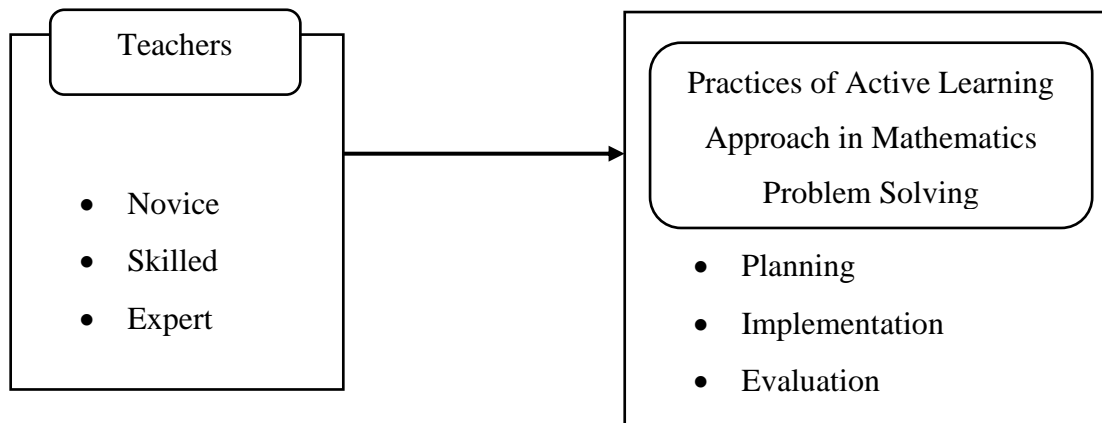 Teachers
• Novice
• Skilled
• Expert
Practices of Active Learning
Approach in Mathematics
Problem Solving
• Planning
• Implementation
• Evaluation